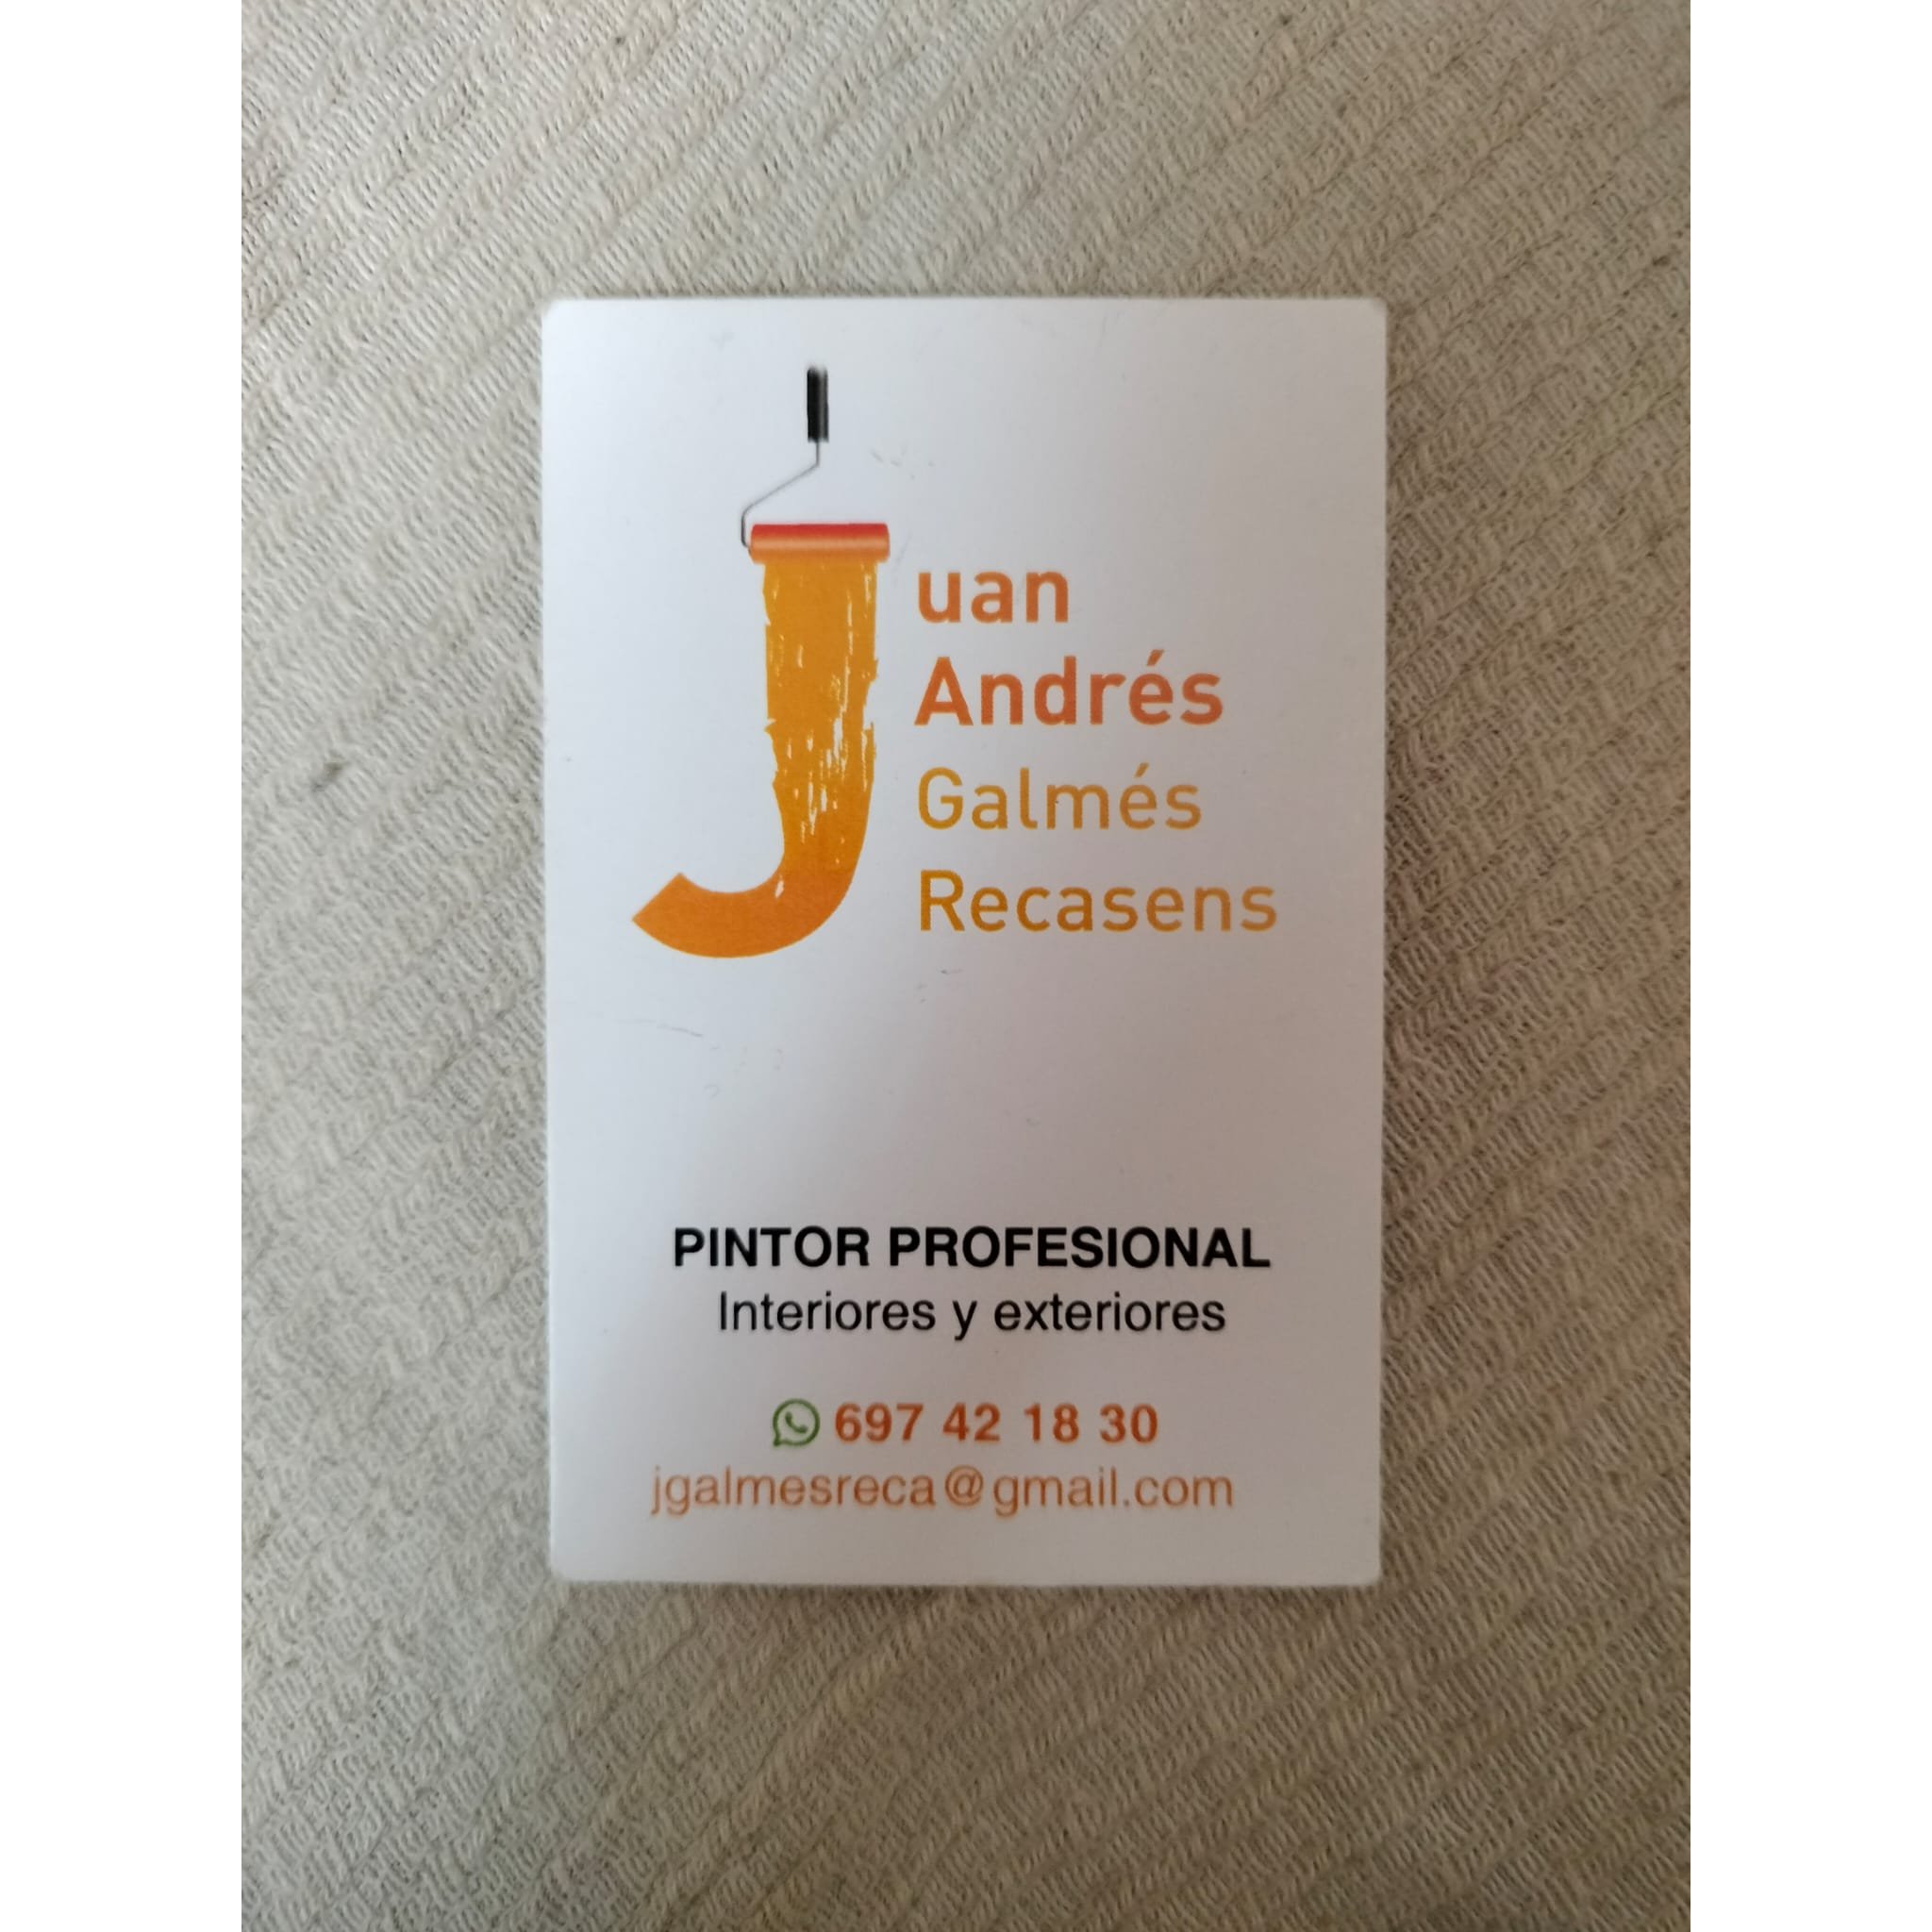 Juan
Andrés
Galmés
Recasens
PINTOR PROFESIONAL
Interiores y exteriores
697 42 18 30
jgalmesreca@gmail.com